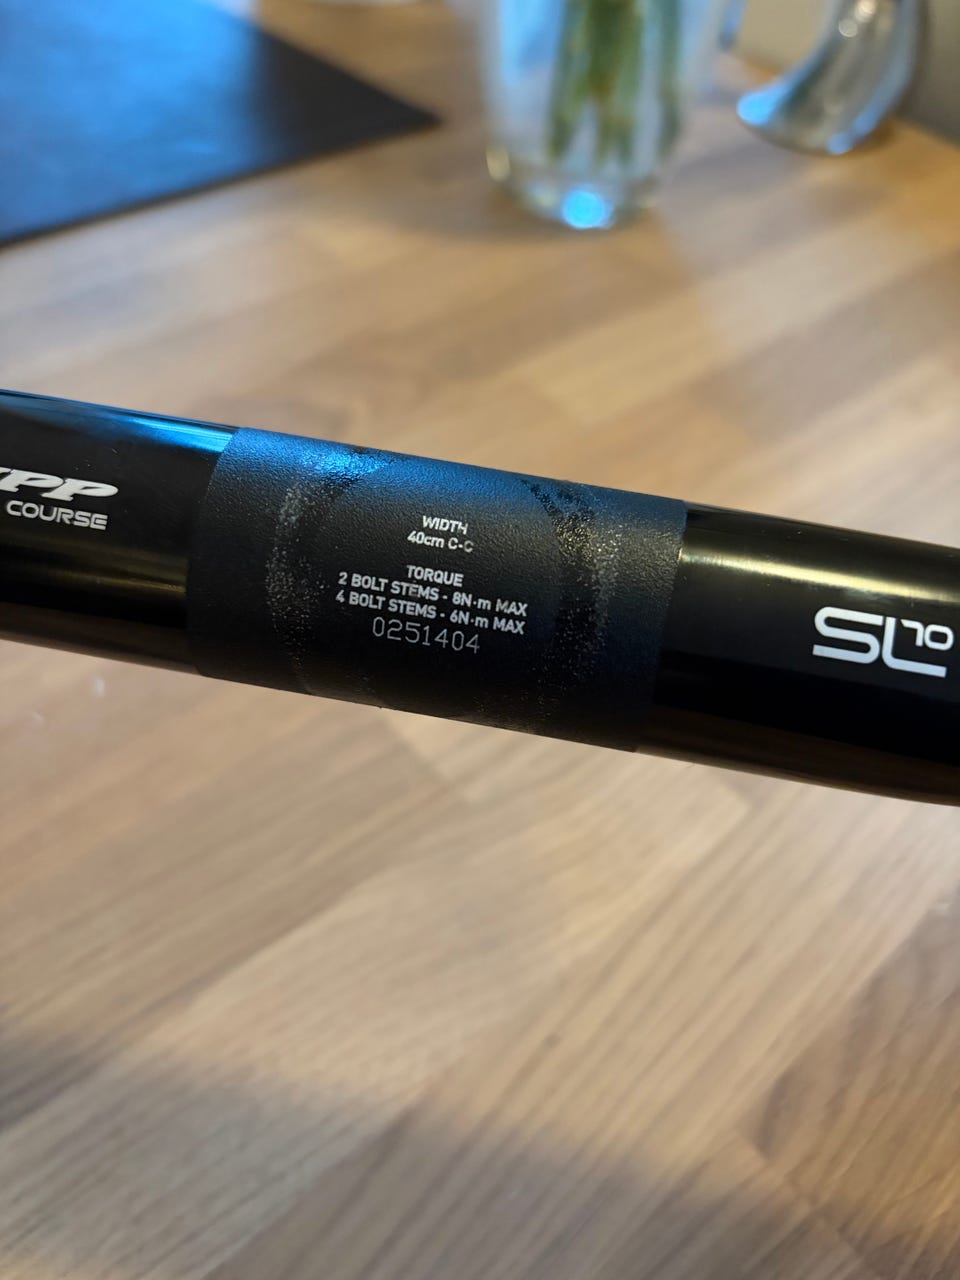 COURSE
WIDTH
40cm C-C
TORQUE
2 BOLT STEMS - 8N·m MAX
4 BOLT STEMS - 6N·m MAX
0251404
SL70